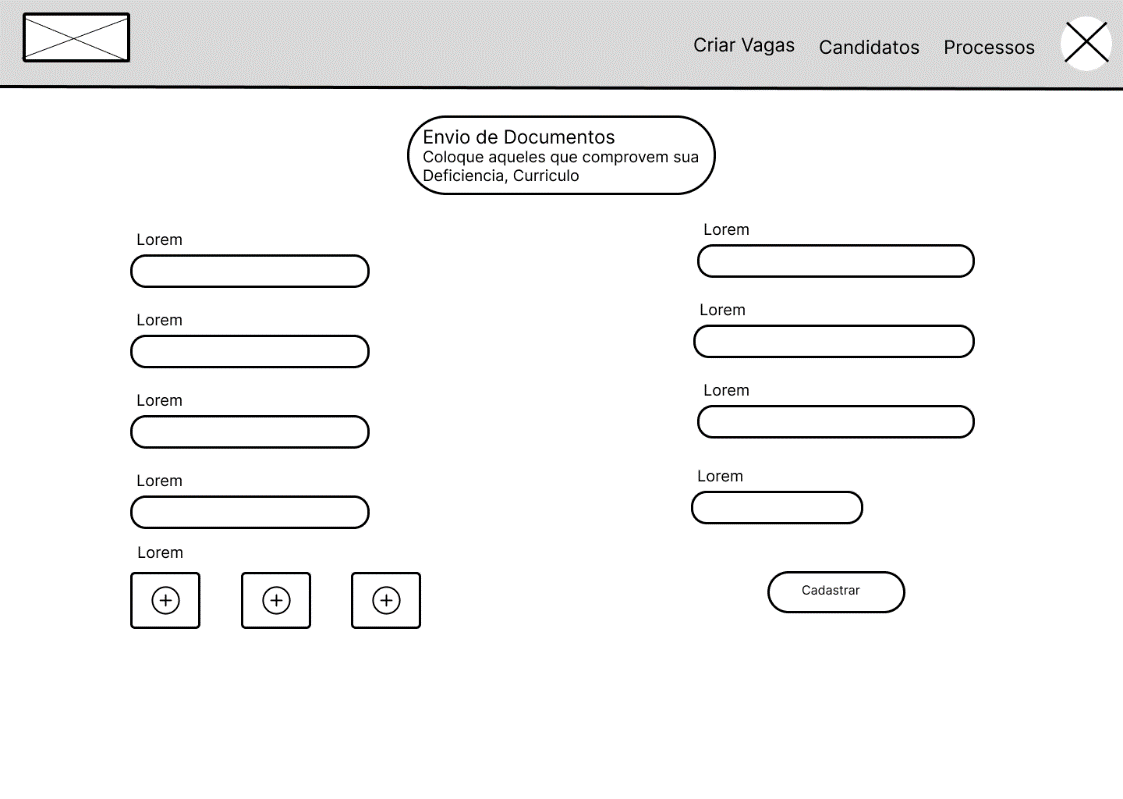 Criar Vagas
Candidatos
Processos
Envio de Documentos
Coloque aqueles que comprovem sua
Deficiencia, Curriculo
Lorem
Lorem
Lorem
Lorem
Lorem
Lorem
Lorem
Lorem
Lorem
Cadastrar